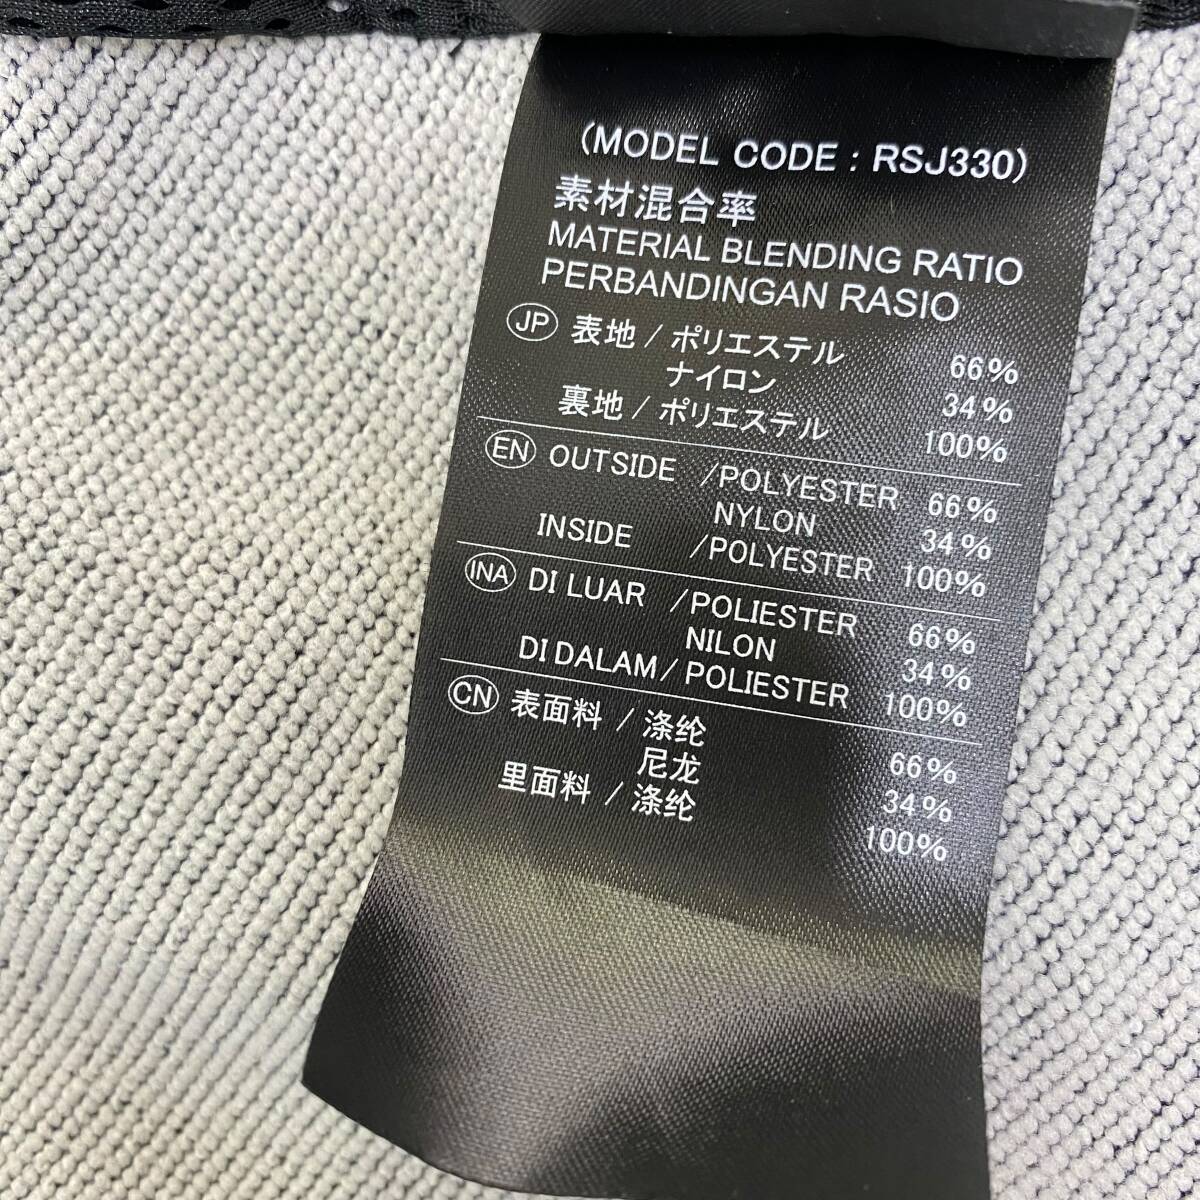 (MODEL CODE : RSJ330)
素材混合率
MATERIAL BLENDING RATIO
PERBANDINGAN RASIO
JP 表地 / ポリエステル 66%
ナイロン 34%
裏地 / ポリエステル 100%
EN OUTSIDE /POLYESTER 66%
NYLON 34%
INSIDE /POLYESTER 100%
INA DI LUAR /POLIESTER 66%
NILON 34%
DI DALAM / POLIESTER 100%
CN 表面料 / 涤纶 66%
尼龙 34%
里面料 / 涤纶 100%